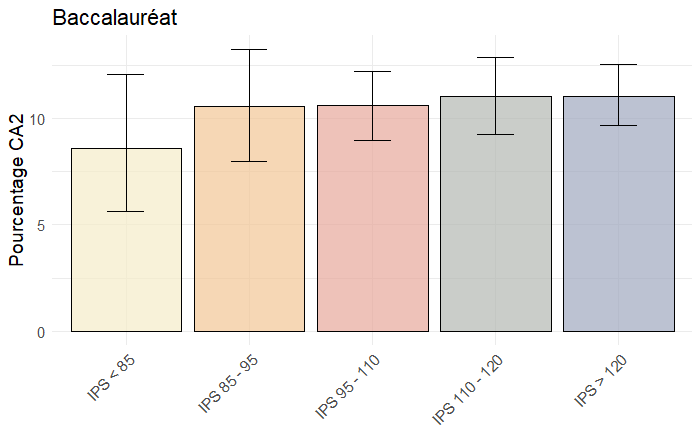 Baccalauréat
Pourcentage CA2
10
5
0
IPS < 85
IPS 85 - 95
IPS 95 - 110
IPS 110 - 120
IPS > 120